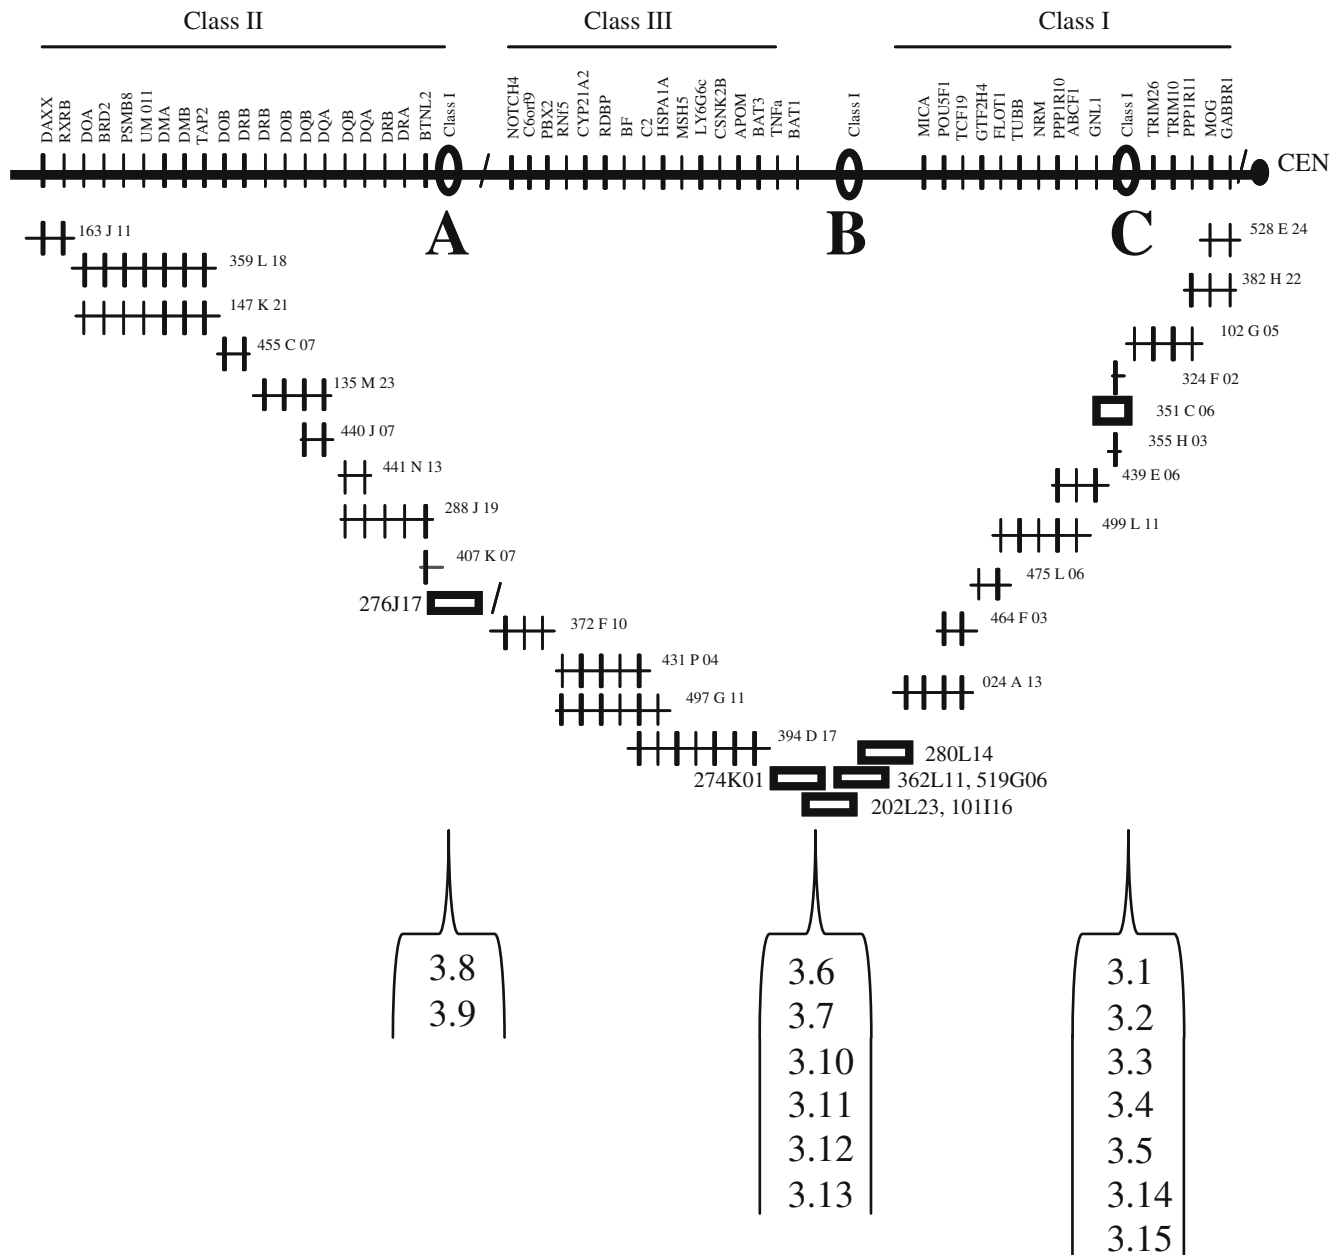 Class II
Class III
Class I
DAXX
RXRB
DOA
BRD2
PSMB8
UM 011
DMA
DMB
TAP2
DOB
DRB
DRB
DOB
DQB
DQA
DQB
DQA
DRB
DRA
BTNL2
Class I
NOTCH4
C6orf9
PBX2
RNf5
CYP21A2
RDBP
BF
C2
HSPA1A
MSH5
LY6G6c
CSNK2B
APOM
BAT3
TNFa
BAT1
Class I
MICA
POU5F1
TCF19
GTF2H4
FLOT1
TUBB
NRM
PPP1R10
ABCF1
GNL1
Class I
TRIM26
TRIM10
PPP1R11
MOG
GABBR1
CEN
A
B
C
163 J 11
528 E 24
359 L 18
382 H 22
147 K 21
102 G 05
455 C 07
324 F 02
135 M 23
351 C 06
440 J 07
355 H 03
441 N 13
439 E 06
288 J 19
499 L 11
407 K 07
475 L 06
276J17
372 F 10
464 F 03
431 P 04
024 A 13
497 G 11
394 D 17
280L14
274K01
362L11, 519G06
202L23, 101I16
3.8
3.9
3.6
3.7
3.10
3.11
3.12
3.13
3.1
3.2
3.3
3.4
3.5
3.14
3.15